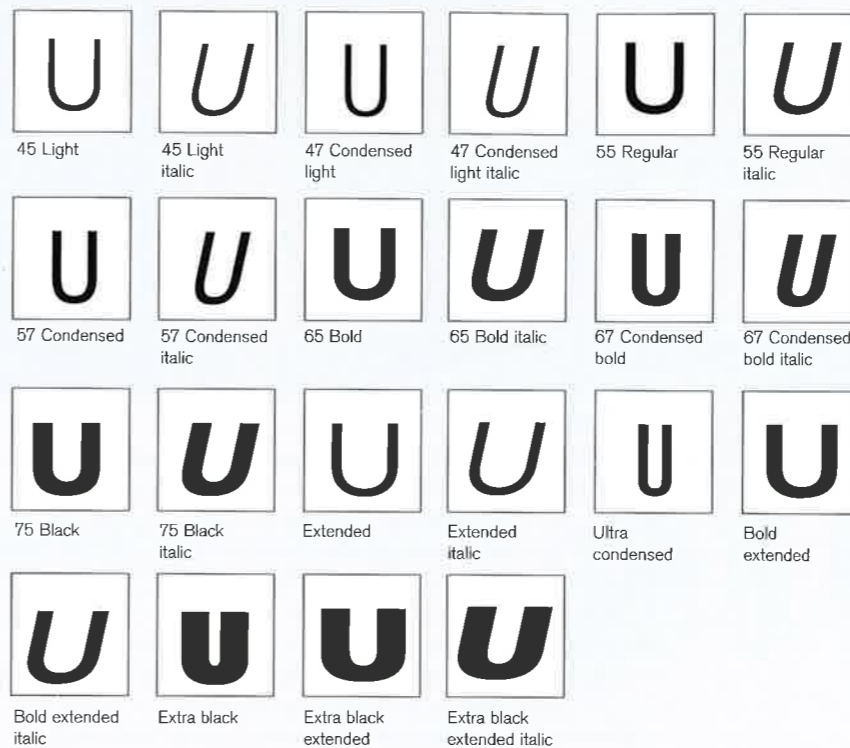 U U U U U U
45 Light 45 Light italic 47 Condensed light 47 Condensed light italic 55 Regular 55 Regular italic
U U U U U U
57 Condensed 57 Condensed italic 65 Bold 65 Bold italic 67 Condensed bold 67 Condensed bold italic
U U U U U U
75 Black 75 Black italic Extended Extended italic Ultra condensed Bold extended
U U U U
Bold extended italic Extra black Extra black extended Extra black extended italic